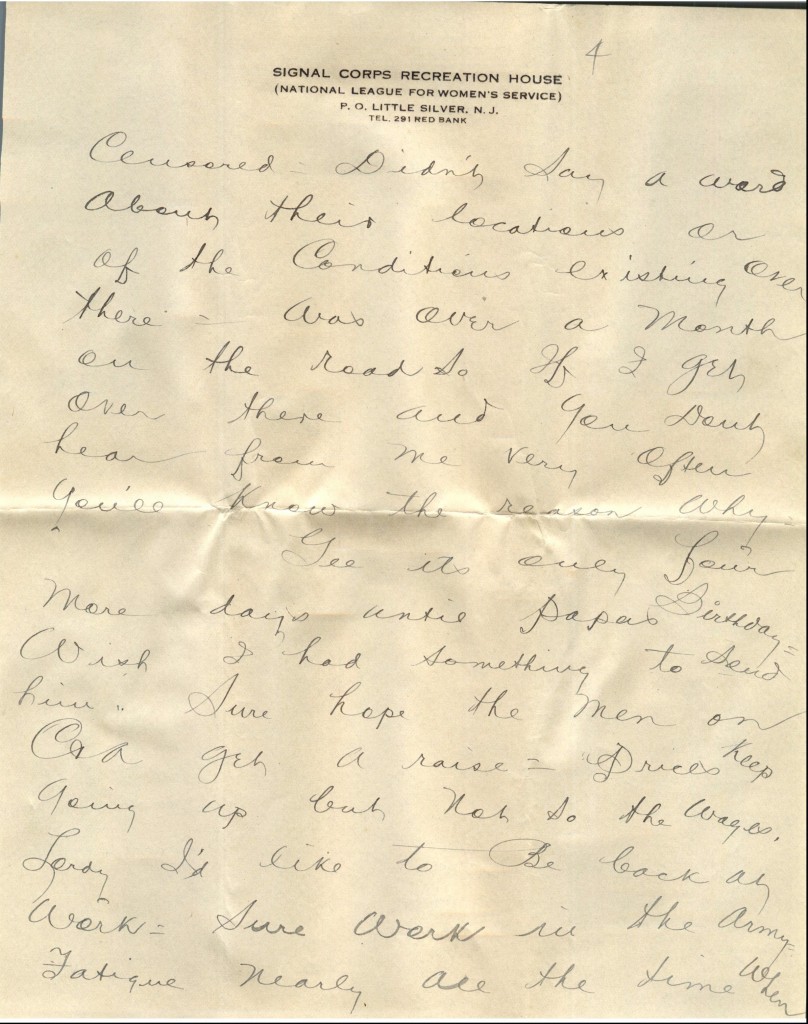 4
SIGNAL CORPS RECREATION HOUSE
(NATIONAL LEAGUE FOR WOMEN'S SERVICE)
P. O. LITTLE SILVER, N. J.
TEL. 291 RED BANK
Censored = Didn't Say a word
About their locations or
of the Conditions existing over
there = was over a Month
on the road so If I get
over there and you Dont
hear from me very often
you'll know the reason why =
Gee its only four
More days until papas Birthday =
Wish I had something to send
him.. Sure hope the men on
C&A get a raise = Prices keep
going up but not so the wages.
Lordy I'd like to Be back at
Work = Sure work in the Army =
Fatigue nearly all the time when